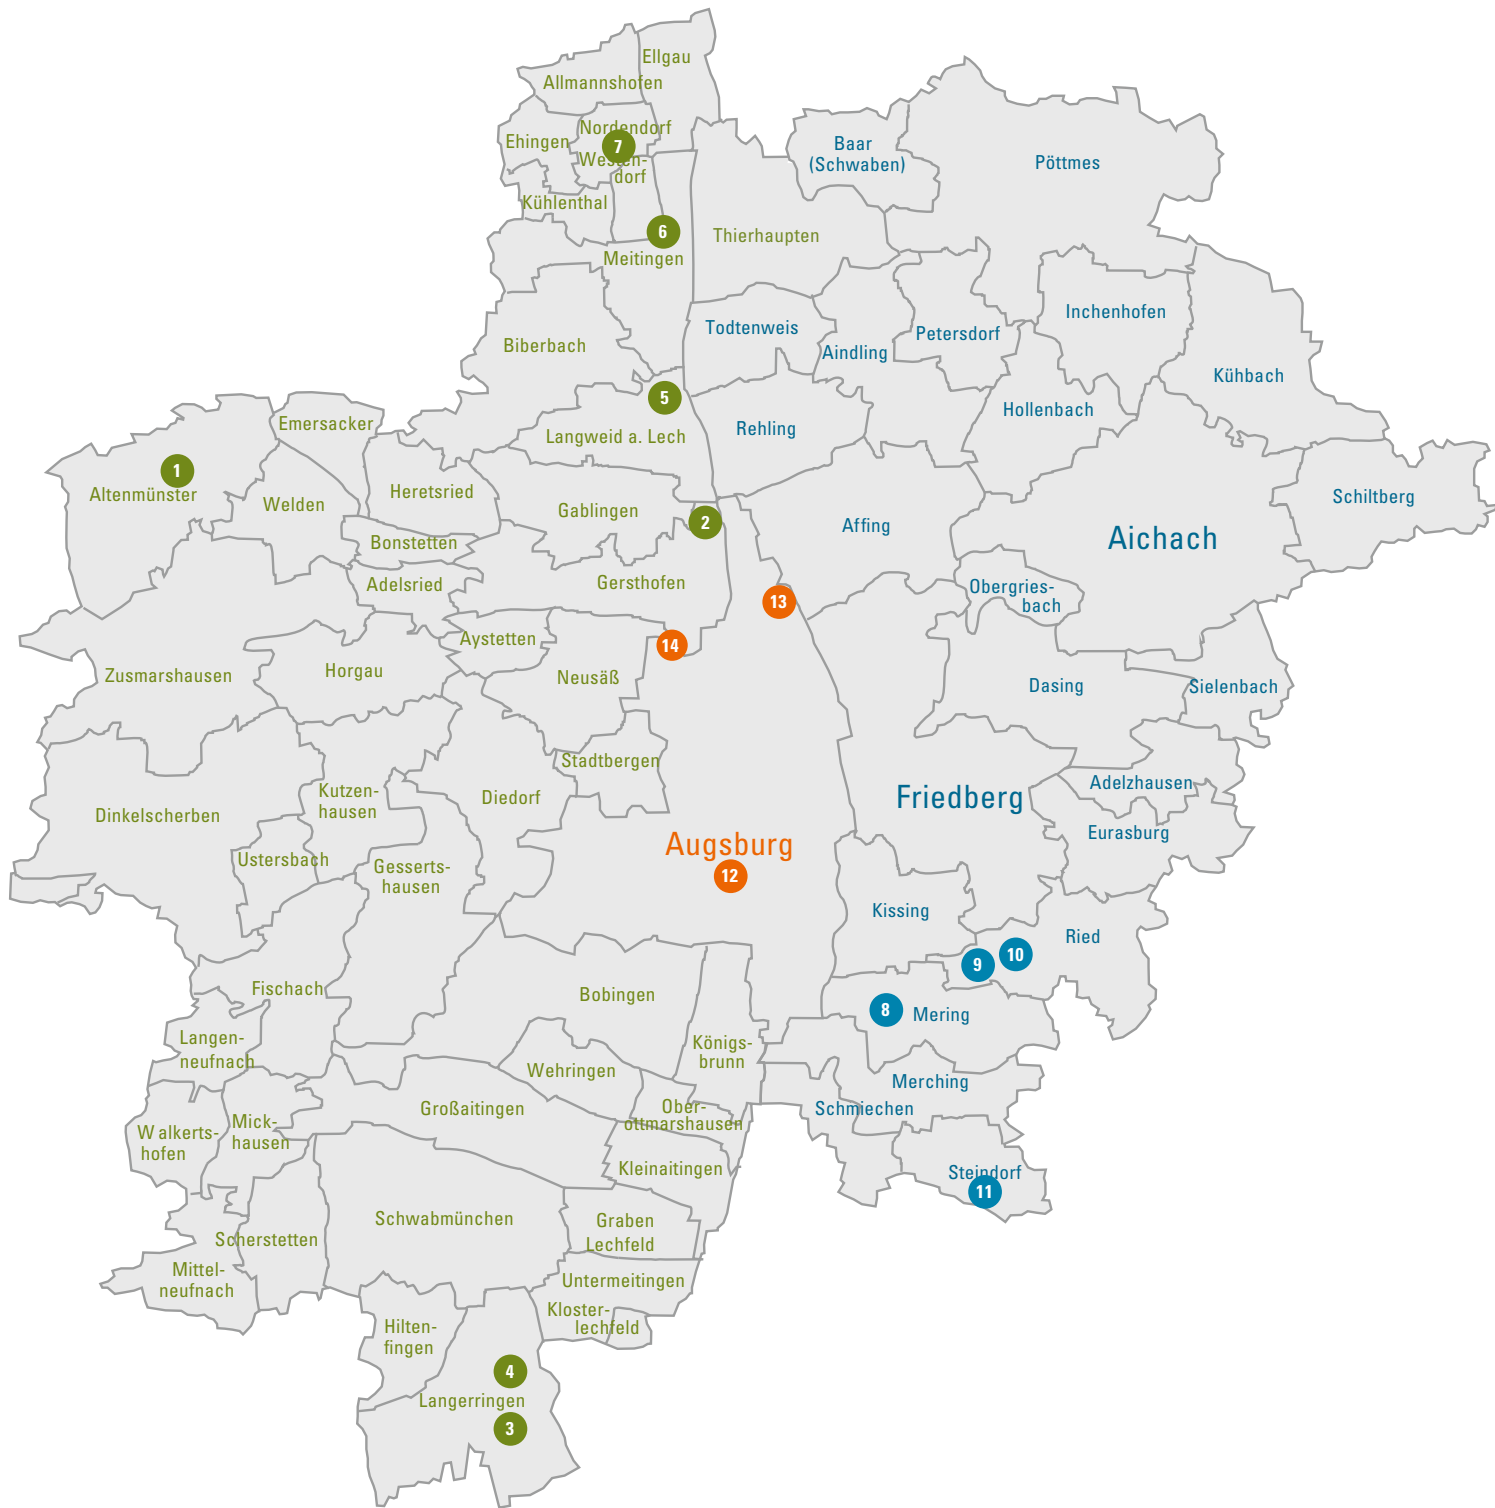 Ellgau
Allmannshofen
Nordendorf
Ehingen
7
Westen-
dorf
Kühlenthal
6
Meitingen
Baar
(Schwaben)
Pöttmes
Thierhaupten
Todtenweis
Aindling
Petersdorf
Inchenhofen
Kühbach
Hollenbach
Biberbach
5
Langweid a. Lech
Rehling
Emersacker
1
Altenmünster
Welden
Heretsried
Gablingen
2
Affing
Aichach
Schiltberg
Bonstetten
Adelsried
Gersthofen
13
Obergries-
bach
14
Aystetten
Neusäß
Horgau
Zusmarshausen
Dasing
Sielenbach
Stadtbergen
Diedorf
Kutzen-
hausen
Dinkelscherben
Friedberg
Adelzhausen
Eurasburg
Augsburg
12
Ustersbach
Gesserts-
hausen
Kissing
Ried
9
10
8
Mering
Fischach
Bobingen
Langen-
neufnach
Königs-
brunn
Wehringen
Merching
Schmiechen
Großaitingen
Ober-
ottmarshausen
Mick-
hausen
W alkerts-
hofen
Kleinaitingen
Steindorf
11
Schwabmünchen
Graben
Lechfeld
Scherstetten
Mittel-
neufnach
Untermeitingen
Kloster-
lechfeld
Hilten-
fingen
4
Langerringen
3